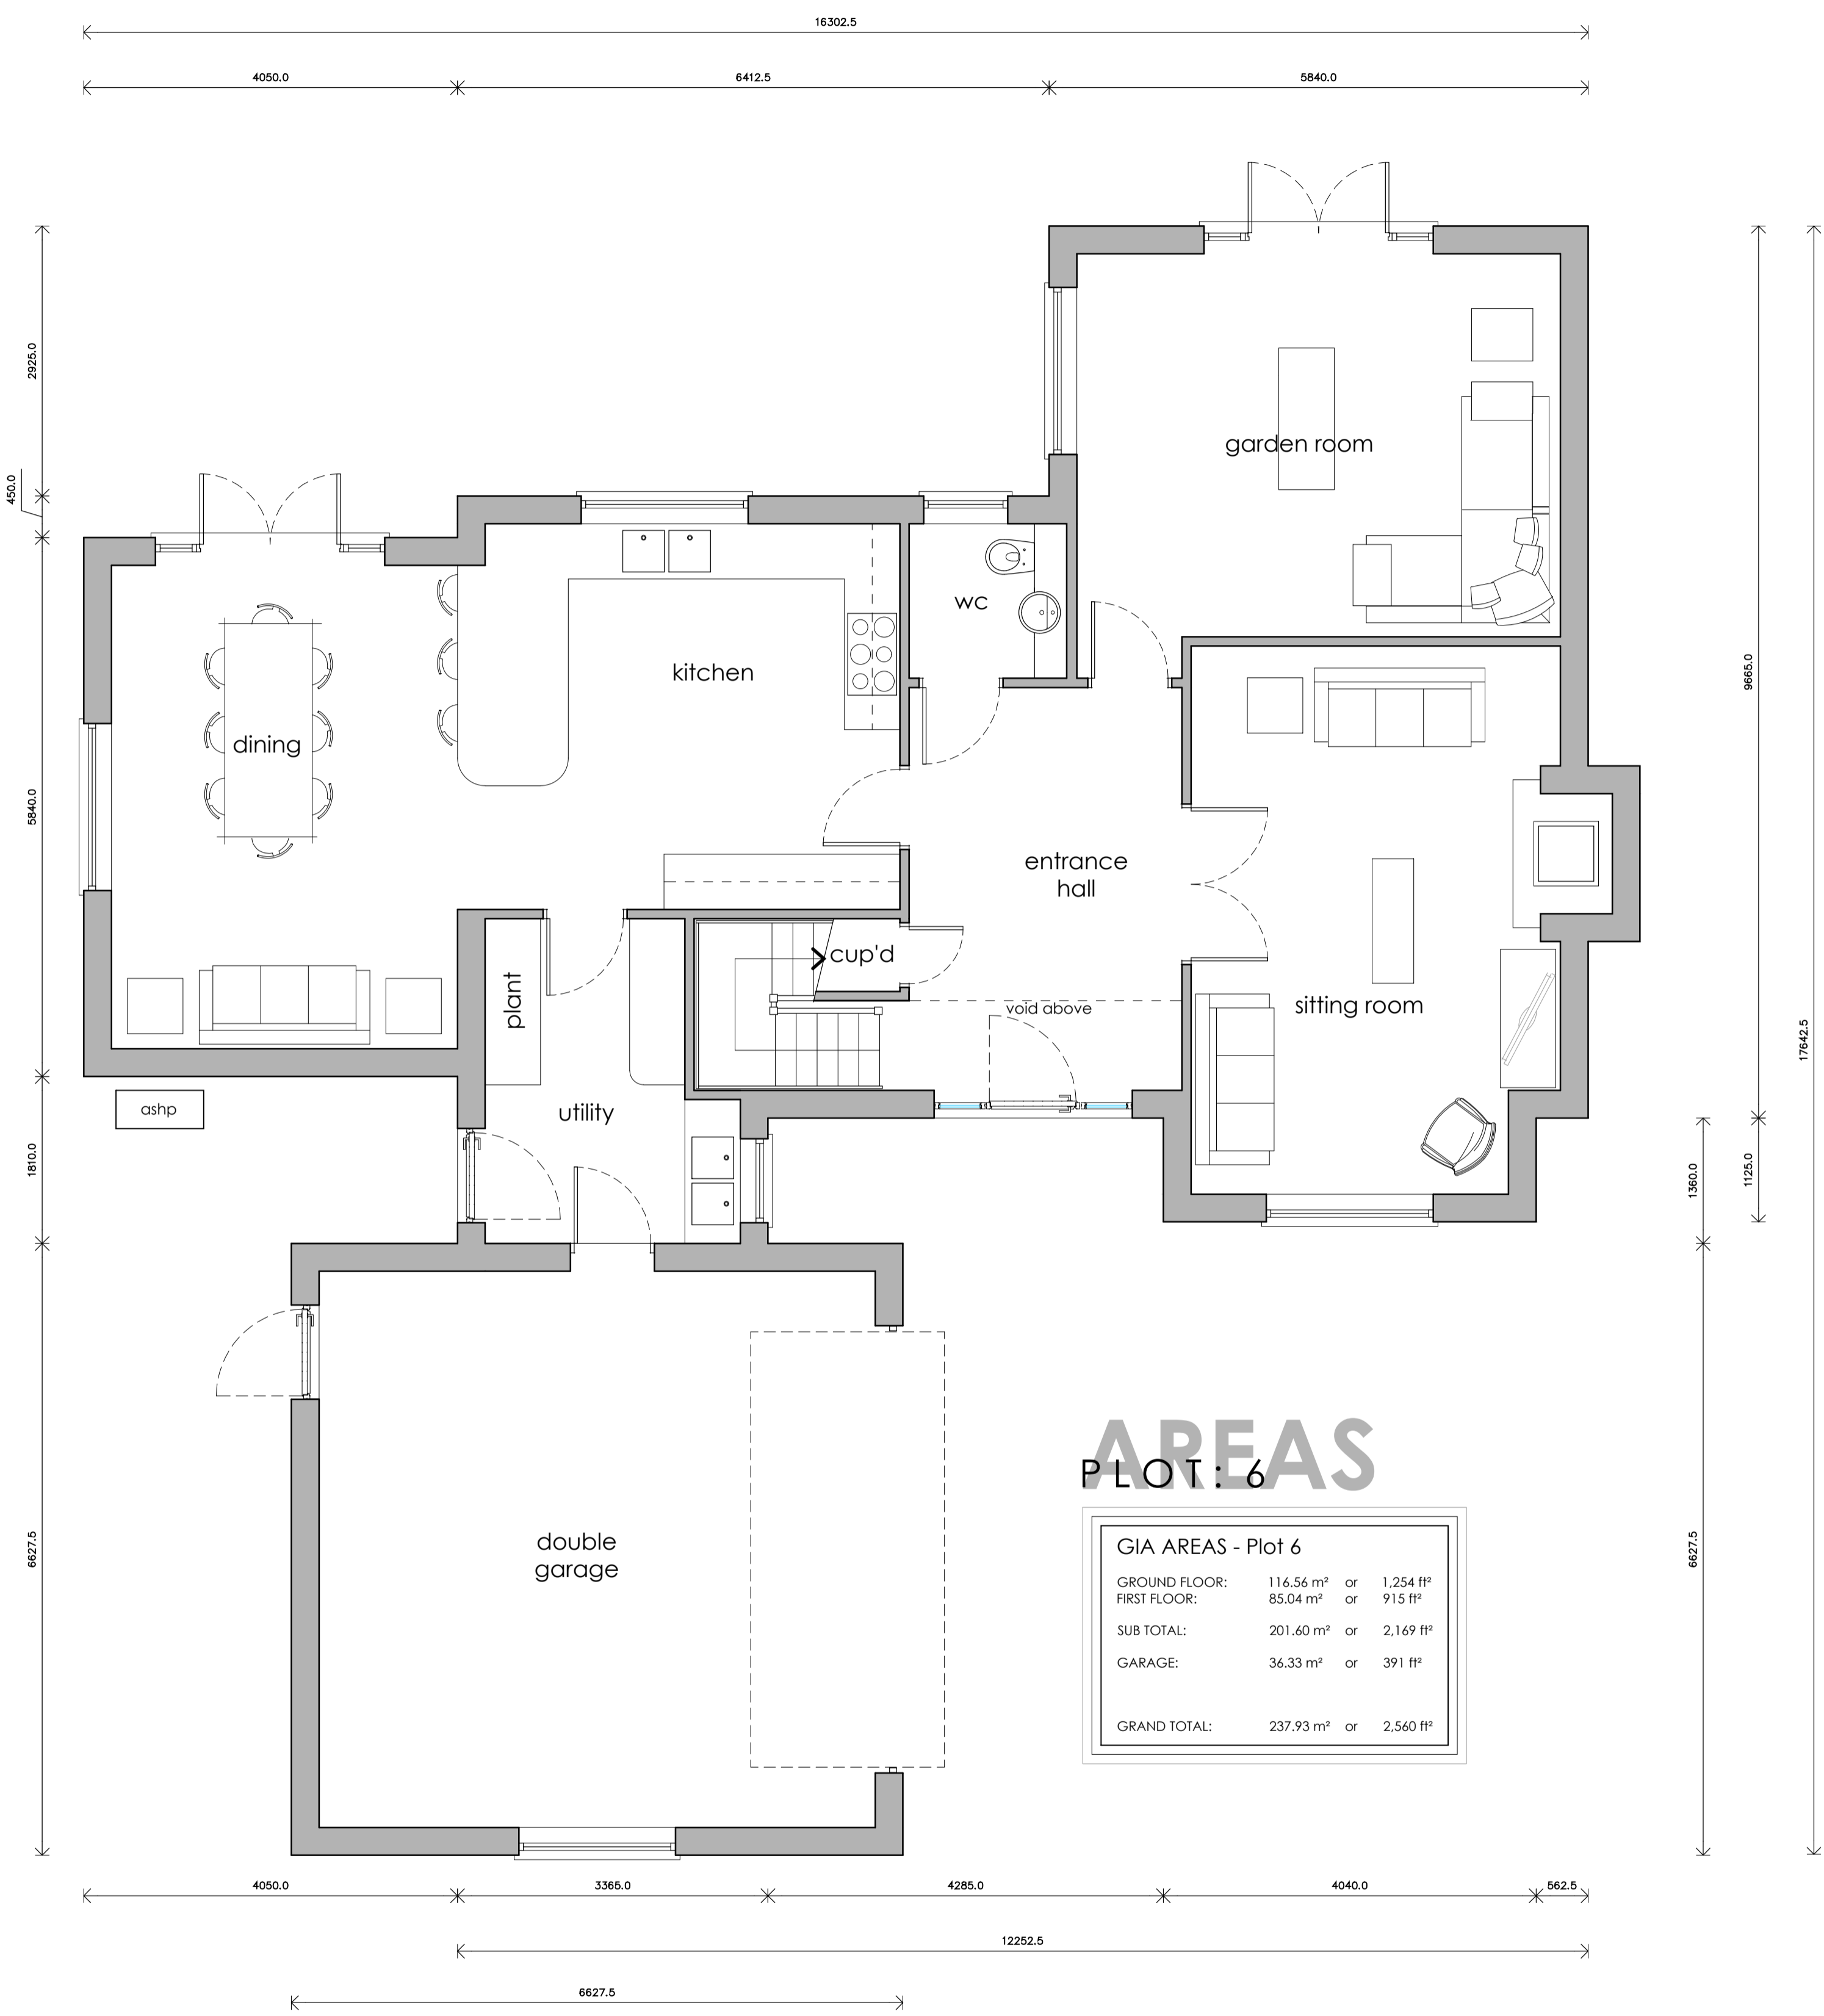 16302.5
4050.0
6412.5
5840.0
2925.0
450.0
5840.0
1810.0
6627.5
garden room
wc
kitchen
dining
entrance
hall
cup'd
plant
void above
sitting room
ashp
utility
double
garage
9665.0
17642.5
1360.0
1125.0
6627.5
AREAS
PLOT: 6
GIA AREAS - Plot 6
GROUND FLOOR: 116.56 m² or 1,254 ft²
FIRST FLOOR: 85.04 m² or 915 ft²
SUB TOTAL: 201.60 m² or 2,169 ft²
GARAGE: 36.33 m² or 391 ft²
GRAND TOTAL: 237.93 m² or 2,560 ft²
4050.0
3365.0
4285.0
4040.0
562.5
12252.5
6627.5